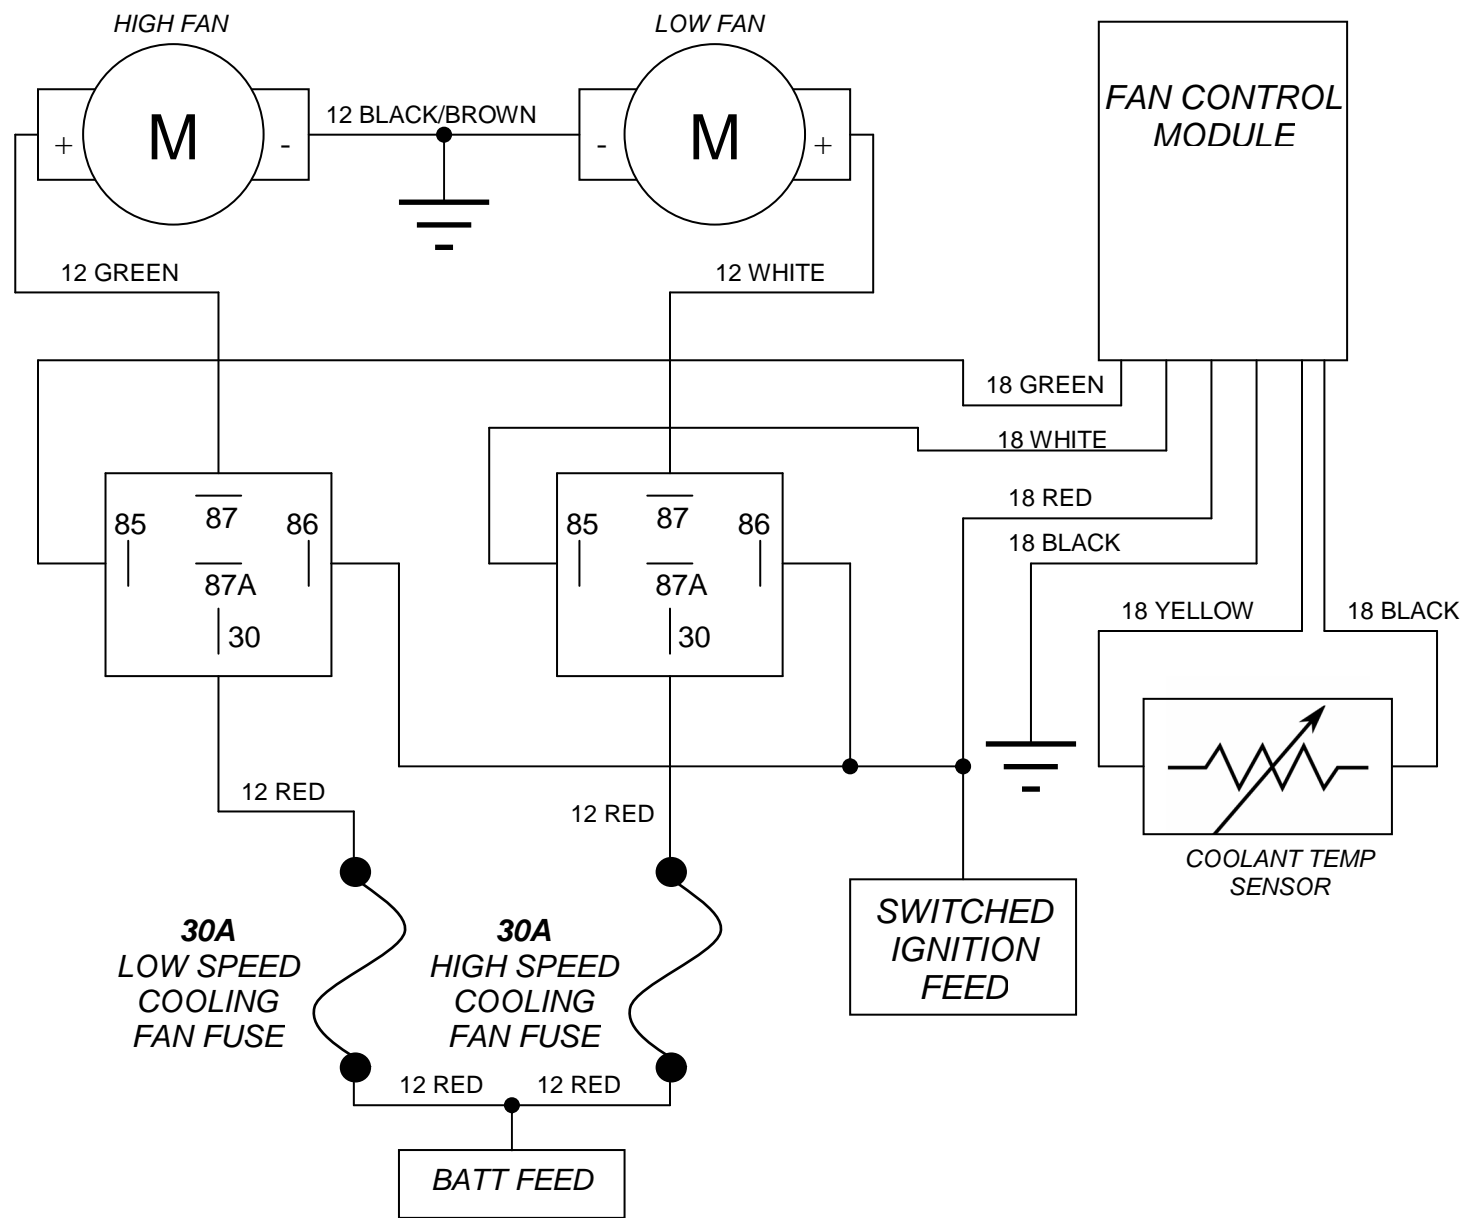 HIGH FAN
LOW FAN
FAN CONTROL
MODULE
12 BLACK/BROWN
+
M
-
-
M
+
12 GREEN
12 WHITE
18 GREEN
18 WHITE
18 RED
18 BLACK
18 YELLOW
18 BLACK
85
87
86
87A
30
85
87
86
87A
30
12 RED
12 RED
COOLANT TEMP
SENSOR
30A
LOW SPEED
COOLING
FAN FUSE
30A
HIGH SPEED
COOLING
FAN FUSE
SWITCHED
IGNITION
FEED
12 RED
12 RED
BATT FEED